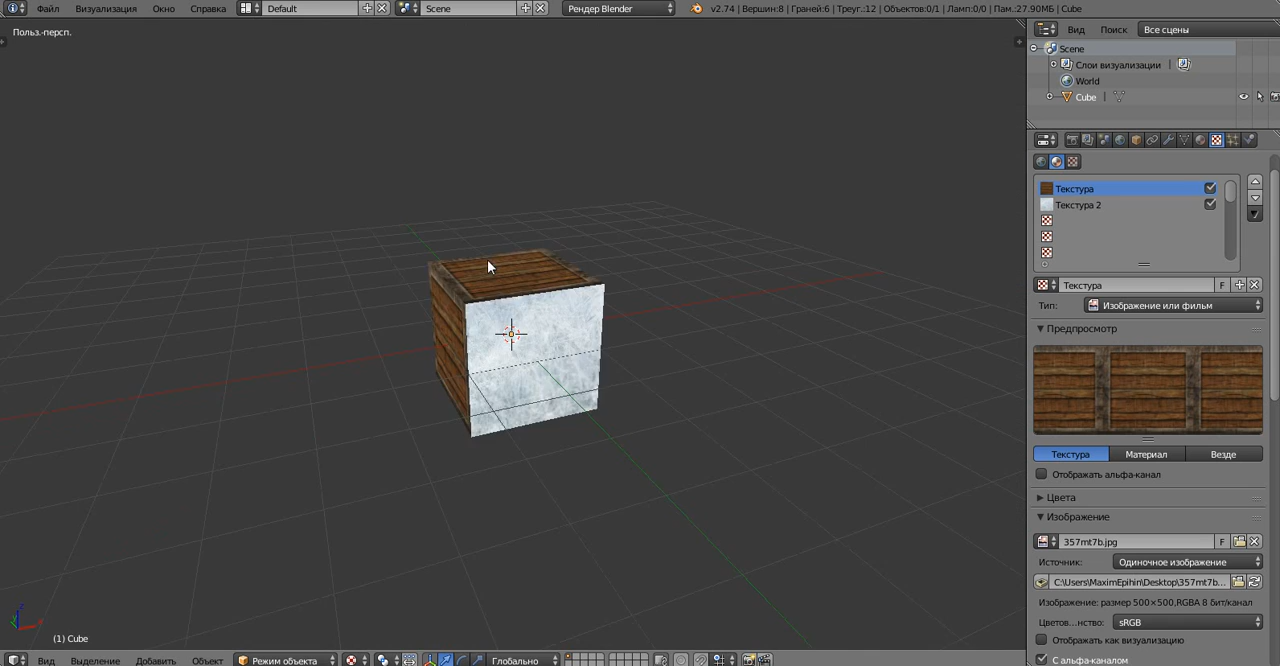 Файл Визуализация Окно Справка Default Scene Рендер Blender v2.74 | Вершин:8 | Граней:6 | Треуг.:12 | Объектов:0/1 | Ламп:0/0 | Пам.:27.90МБ | Cube
Польз.-персп.
Вид Поиск Все сцены
Scene
Слои визуализации |
World
Cube |
Текстура
Текстура 2
Текстура F
Тип: Изображение или фильм
Предпросмотр
Текстура Материал Везде
Отображать альфа-канал
Цвета
Изображение
357mt7b.jpg F
Источник: Одиночное изображение
C:\Users\MaximEpihin\Desktop\357mt7b...
Изображение: размер 500×500,RGBA 8 бит/канал
Цветов...нство: sRGB
Отображать как визуализацию
С альфа-каналом
(1) Cube
Вид Выделение Добавить Объект Режим объекта Глобально